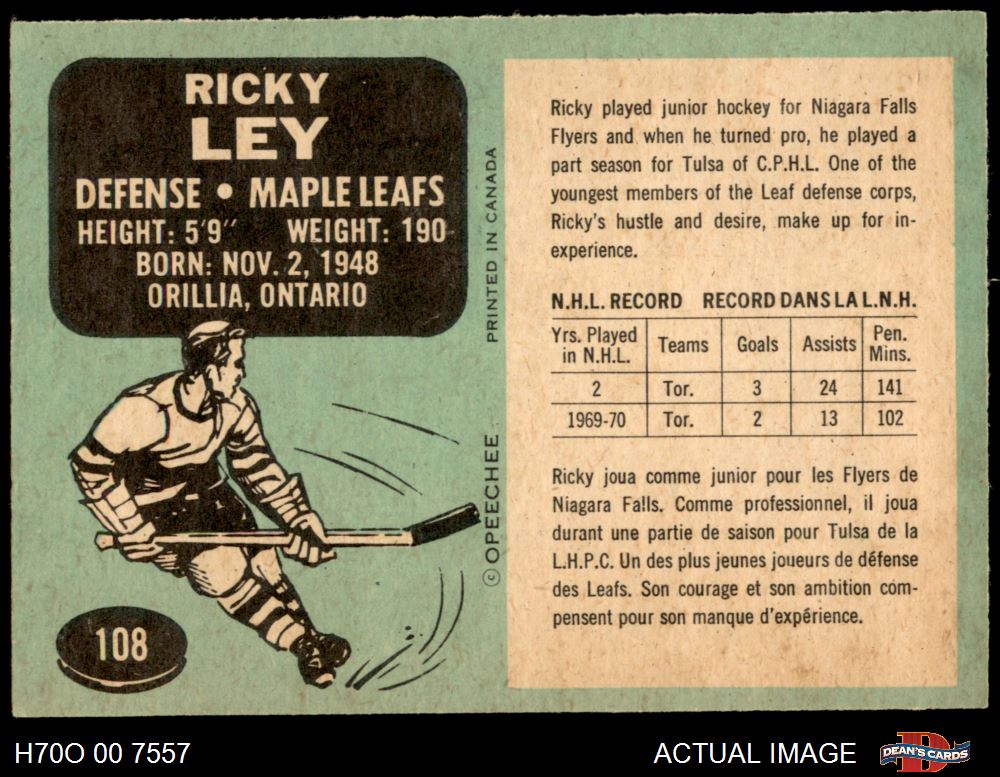 RICKY
LEY
DEFENSE • MAPLE LEAFS
HEIGHT: 5'9" WEIGHT: 190
BORN: NOV. 2, 1948
ORILLIA, ONTARIO
108
© OPEECHEE PRINTED IN CANADA
Ricky played junior hockey for Niagara Falls
Flyers and when he turned pro, he played a
part season for Tulsa of C.P.H.L. One of the
youngest members of the Leaf defense corps,
Ricky's hustle and desire, make up for in-
experience.
N.H.L. RECORD RECORD DANS LA L.N.H.
Yrs. Played in N.H.L. Teams Goals Assists Pen. Mins.
2 Tor. 3 24 141
1969-70 Tor. 2 13 102
Ricky joua comme junior pour les Flyers de
Niagara Falls. Comme professionnel, il joua
durant une partie de saison pour Tulsa de la
L.H.P.C. Un des plus jeunes joueurs de défense
des Leafs. Son courage et son ambition com-
pensent pour son manque d'expérience.
H70O 00 7557
ACTUAL IMAGE
DEAN'S CARDS